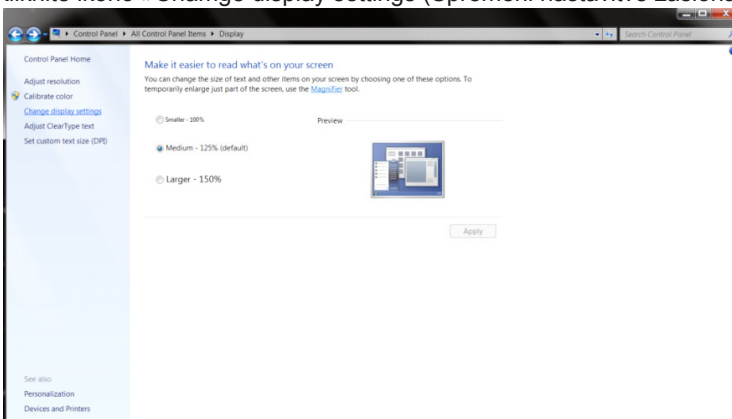 Control Panel ▸ All Control Panel Items ▸ Display
Search Control Panel
Control Panel Home
Adjust resolution
Calibrate color
Change display settings
Adjust ClearType text
Set custom text size (DPI)
Make it easier to read what's on your screen
You can change the size of text and other items on your screen by choosing one of these options. To
temporarily enlarge just part of the screen, use the Magnifier tool.
Smaller - 100%
Preview
Medium - 125% (default)
Larger - 150%
Apply
See also
Personalization
Devices and Printers